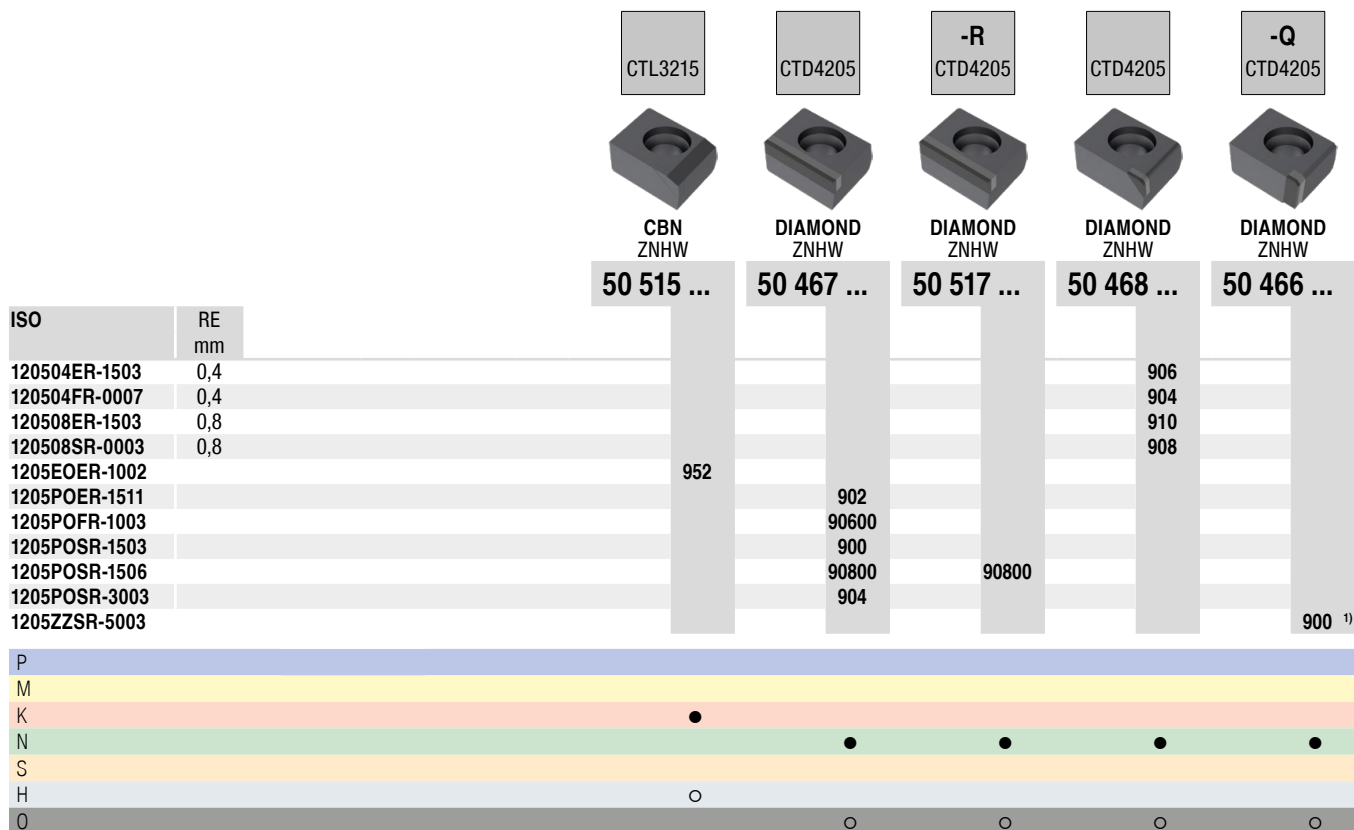 -R -Q
CTL3215 CTD4205 CTD4205 CTD4205 CTD4205
CBN DIAMOND DIAMOND DIAMOND DIAMOND
ZNHW ZNHW ZNHW ZNHW ZNHW
50 515 ... 50 467 ... 50 517 ... 50 468 ... 50 466 ...
ISO RE
mm
120504ER-1503 0,4 906
120504FR-0007 0,4 904
120508ER-1503 0,8 910
120508SR-0003 0,8 908
1205EOER-1002 952
1205POER-1511 902
1205POFR-1003 90600
1205POSR-1503 900
1205POSR-1506 90800 90800
1205POSR-3003 904
1205ZZSR-5003 900 1)
P
M
K ●
N ● ● ● ●
S
H ○
O ○ ○ ○ ○